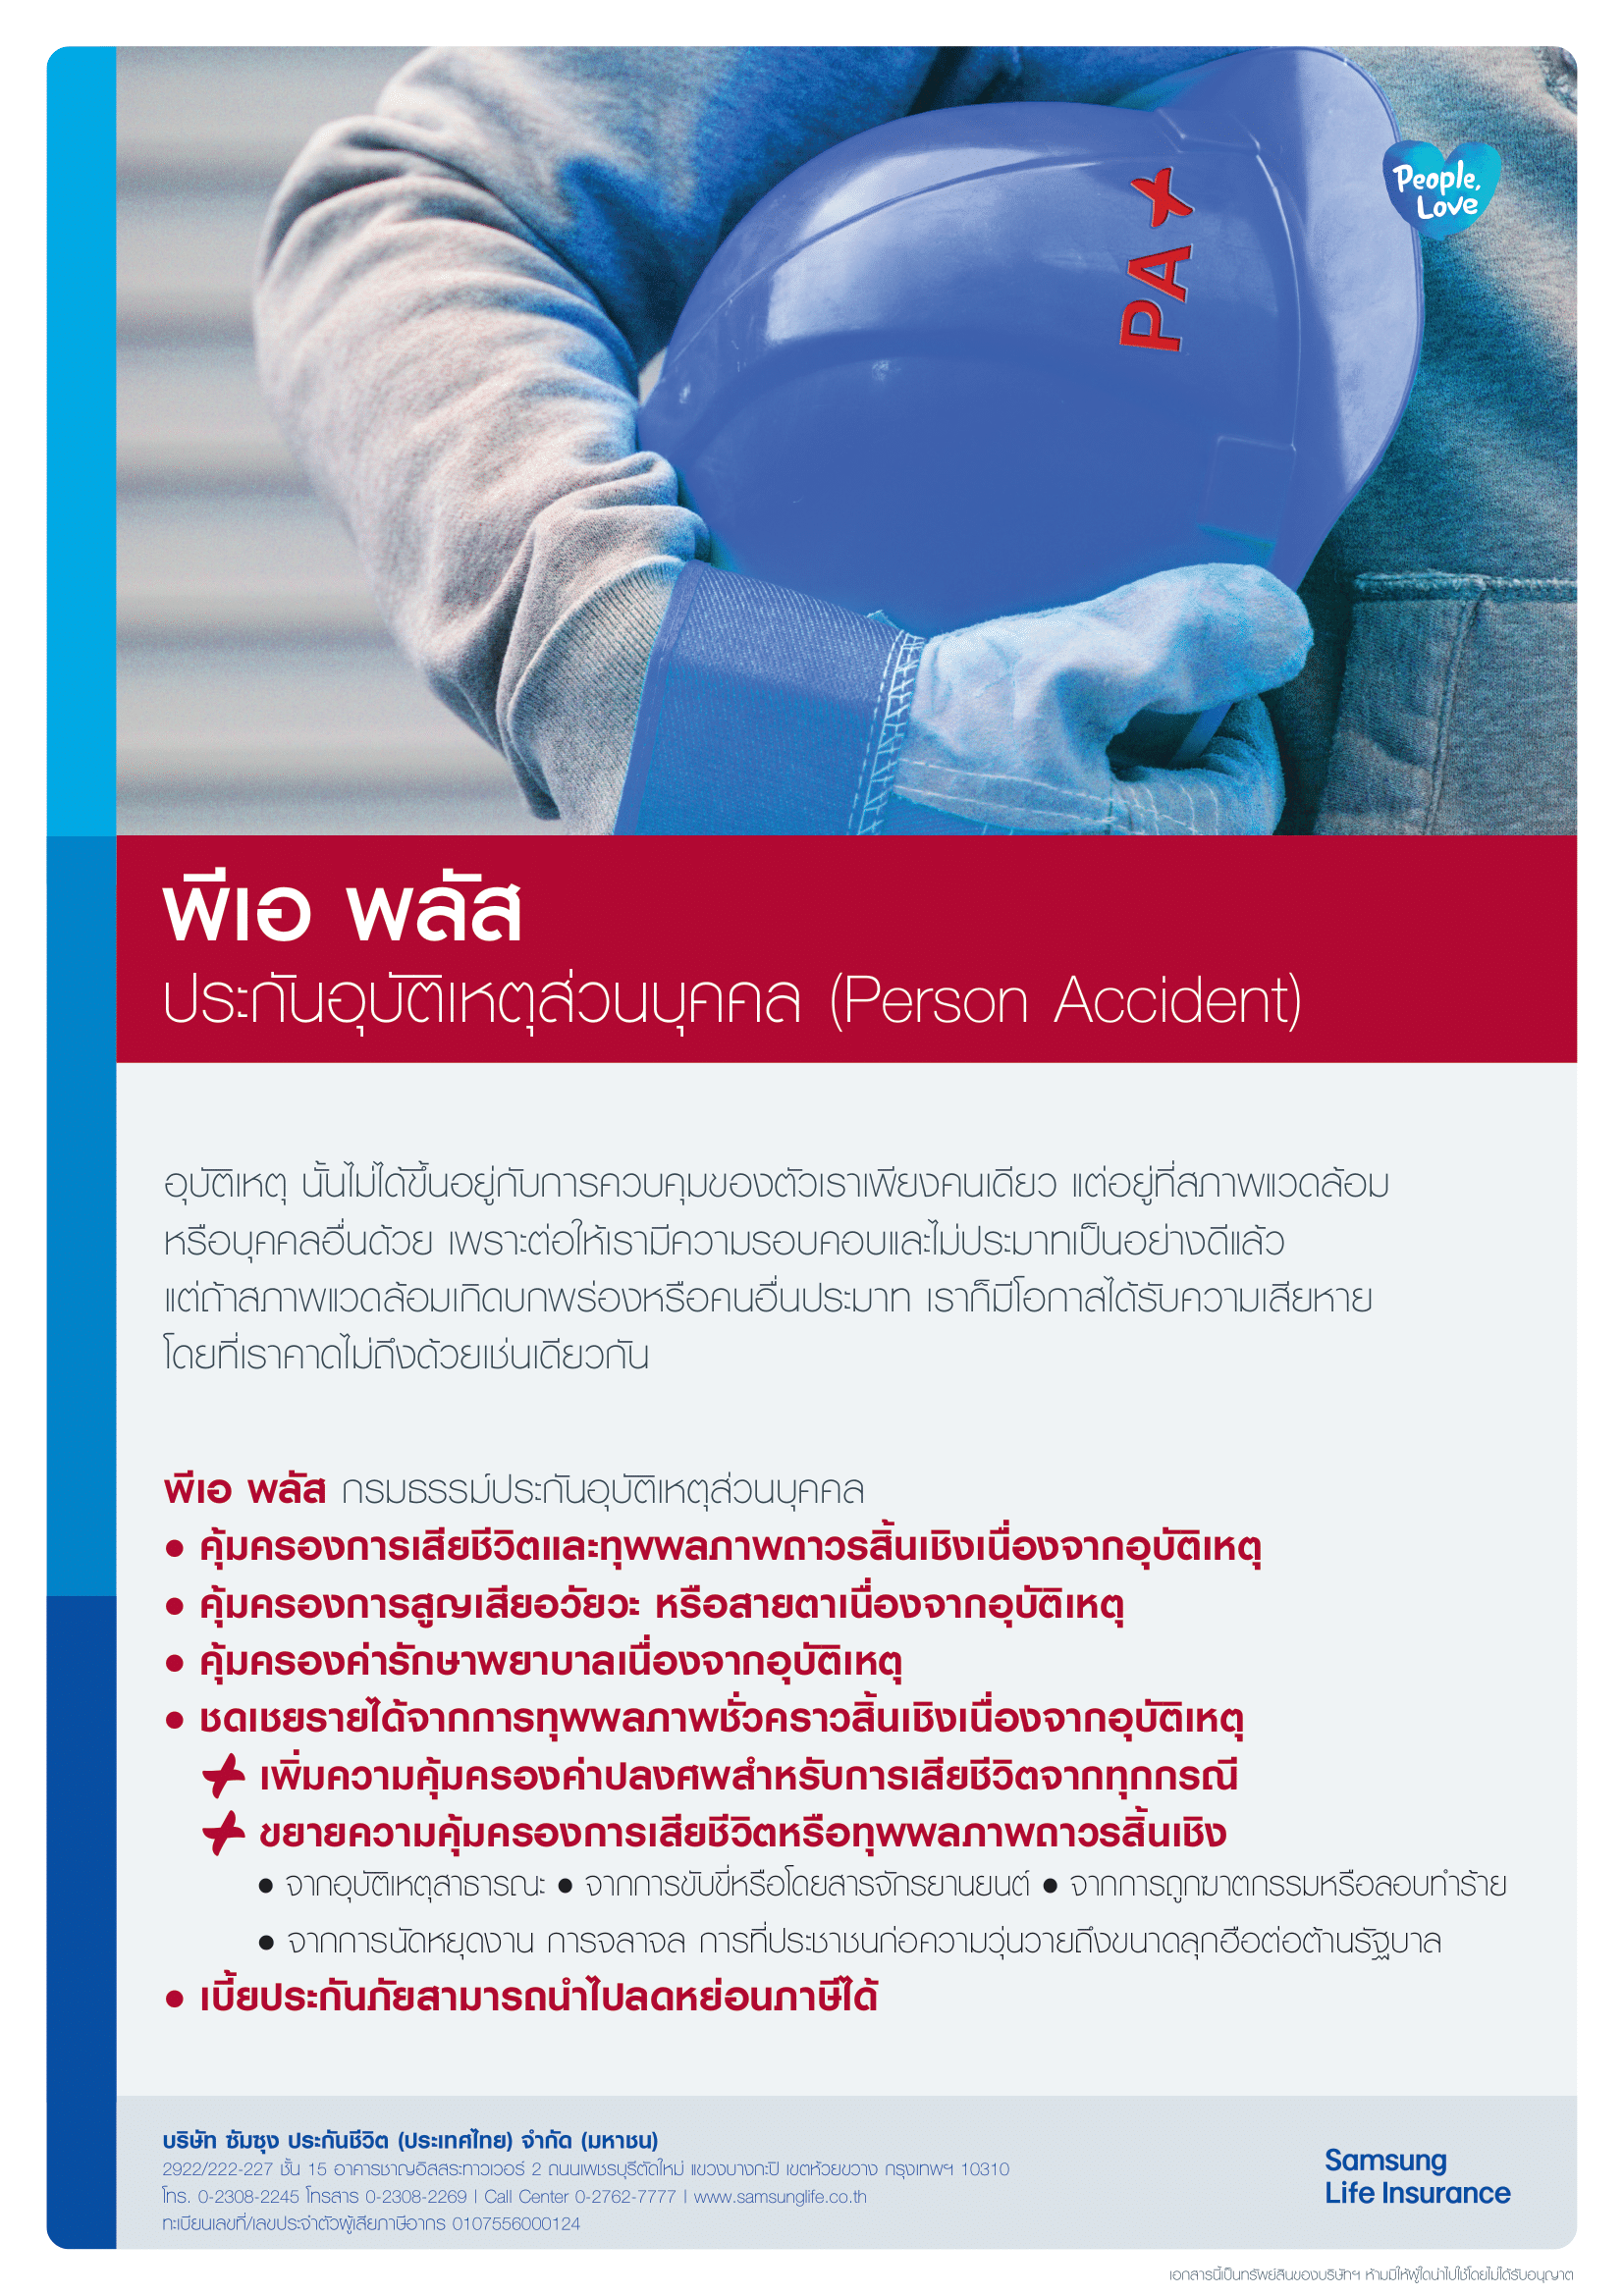 People,
Love
PA+
พีเอ พลัส
ประกันอุบัติเหตุส่วนบุคคล (Person Accident)
อุบัติเหตุ นั้นไม่ได้ขึ้นอยู่กับการควบคุมของตัวเราเพียงคนเดียว แต่อยู่ที่สภาพแวดล้อม
หรือบุคคลอื่นด้วย เพราะต่อให้เรามีความรอบคอบและไม่ประมาทเป็นอย่างดีแล้ว
แต่ถ้าสภาพแวดล้อมเกิดบกพร่องหรือคนอื่นประมาท เราก็มีโอกาสได้รับความเสียหาย
โดยที่เราคาดไม่ถึงด้วยเช่นเดียวกัน
พีเอ พลัส กรมธรรม์ประกันอุบัติเหตุส่วนบุคคล
● คุ้มครองการเสียชีวิตและทุพพลภาพถาวรสิ้นเชิงเนื่องจากอุบัติเหตุ
● คุ้มครองการสูญเสียอวัยวะ หรือสายตาเนื่องจากอุบัติเหตุ
● คุ้มครองค่ารักษาพยาบาลเนื่องจากอุบัติเหตุ
● ชดเชยรายได้จากการทุพพลภาพชั่วคราวสิ้นเชิงเนื่องจากอุบัติเหตุ
+ เพิ่มความคุ้มครองค่าปลงศพสำหรับการเสียชีวิตจากทุกกรณี
+ ขยายความคุ้มครองการเสียชีวิตหรือทุพพลภาพถาวรสิ้นเชิง
● จากอุบัติเหตุสาธารณะ ● จากการขับขี่หรือโดยสารจักรยานยนต์ ● จากการถูกฆาตกรรมหรือลอบทำร้าย
● จากการนัดหยุดงาน การจลาจล การที่ประชาชนก่อความวุ่นวายถึงขนาดลุกฮือต่อต้านรัฐบาล
● เบี้ยประกันภัยสามารถนำไปลดหย่อนภาษีได้
บริษัท ซัมซุง ประกันชีวิต (ประเทศไทย) จำกัด (มหาชน)
2922/222-227 ชั้น 15 อาคารชาญอิสสระทาวเวอร์ 2 ถนนเพชรบุรีตัดใหม่ แขวงบางกะปิ เขตห้วยขวาง กรุงเทพฯ 10310
โทร. 0-2308-2245 โทรสาร 0-2308-2269 | Call Center 0-2762-7777 | www.samsunglife.co.th
ทะเบียนเลขที่/เลขประจำตัวผู้เสียภาษีอากร 0107556000124
Samsung
Life Insurance
เอกสารนี้เป็นทรัพย์สินของบริษัทฯ ห้ามมิให้ผู้ใดนำไปใช้โดยไม่ได้รับอนุญาต